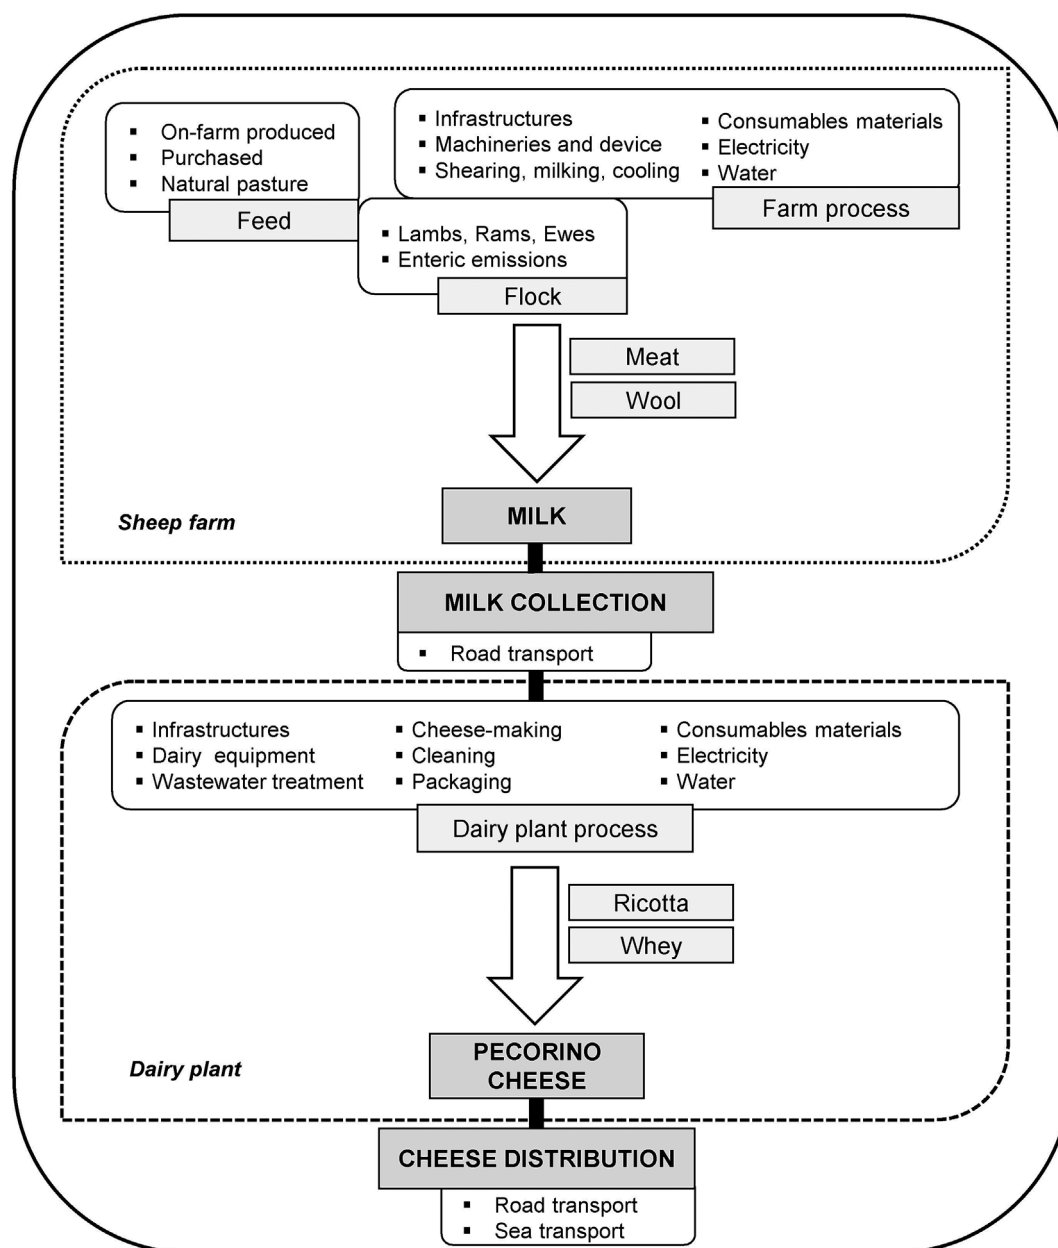 ▪ On-farm produced
▪ Purchased
▪ Natural pasture
Feed
▪ Infrastructures
▪ Machineries and device
▪ Shearing, milking, cooling
▪ Consumables materials
▪ Electricity
▪ Water
Farm process
▪ Lambs, Rams, Ewes
▪ Enteric emissions
Flock
Meat
Wool
MILK
Sheep farm
MILK COLLECTION
▪ Road transport
▪ Infrastructures
▪ Dairy equipment
▪ Wastewater treatment
▪ Cheese-making
▪ Cleaning
▪ Packaging
▪ Consumables materials
▪ Electricity
▪ Water
Dairy plant process
Ricotta
Whey
PECORINO
CHEESE
Dairy plant
CHEESE DISTRIBUTION
▪ Road transport
▪ Sea transport